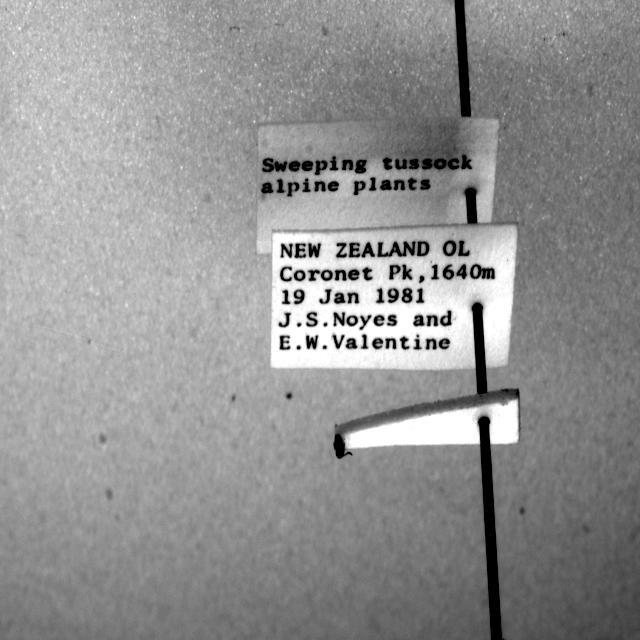 Sweeping tussock
alpine plants
NEW ZEALAND OL
Coronet Pk,1640m
19 Jan 1981
J.S.Noyes and
E.W.Valentine